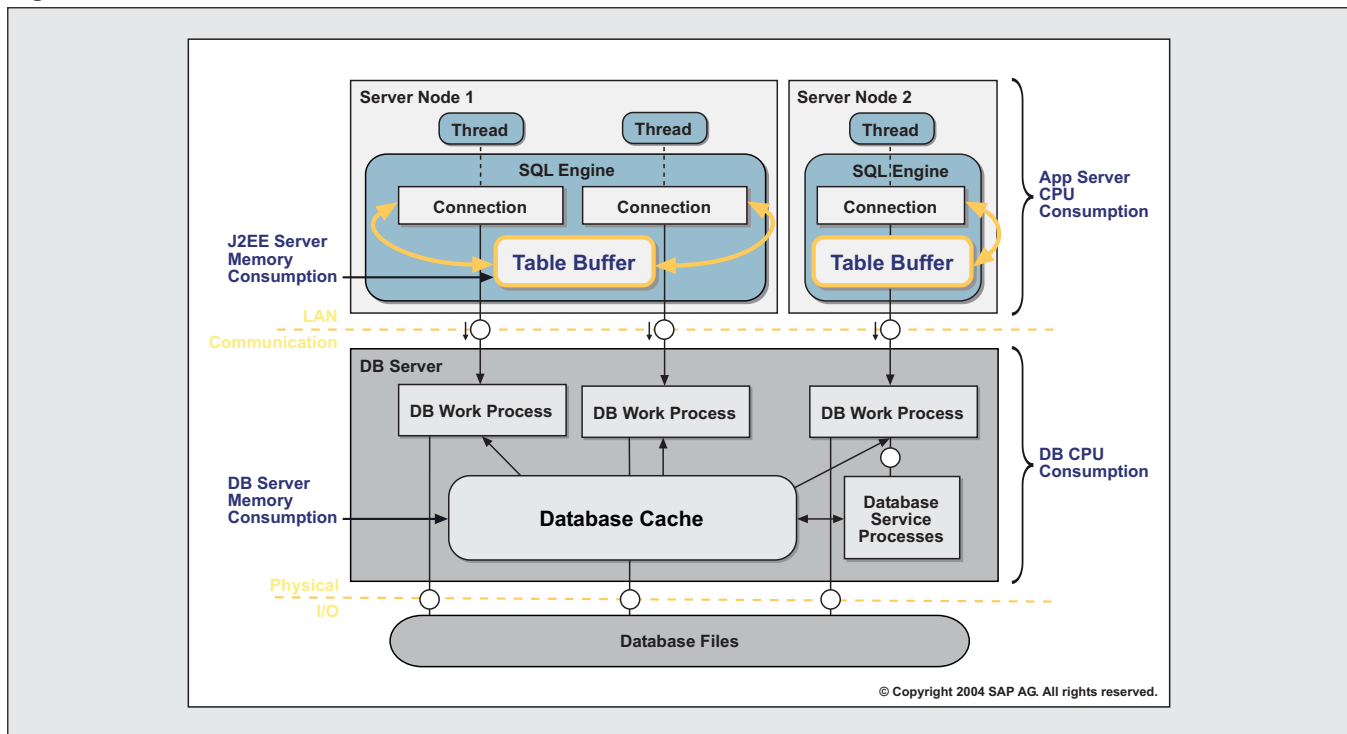 Server Node 1
Server Node 2
Thread
Thread
Thread
SQL Engine
SQL Engine
Connection
Connection
Connection
App Server
CPU
Consumption
J2EE Server
Memory
Consumption
Table Buffer
Table Buffer
LAN
Communication
DB Server
DB Work Process
DB Work Process
DB Work Process
DB CPU
Consumption
DB Server
Memory
Consumption
Database Cache
Database
Service
Processes
Physical
I/O
Database Files
© Copyright 2004 SAP AG. All rights reserved.